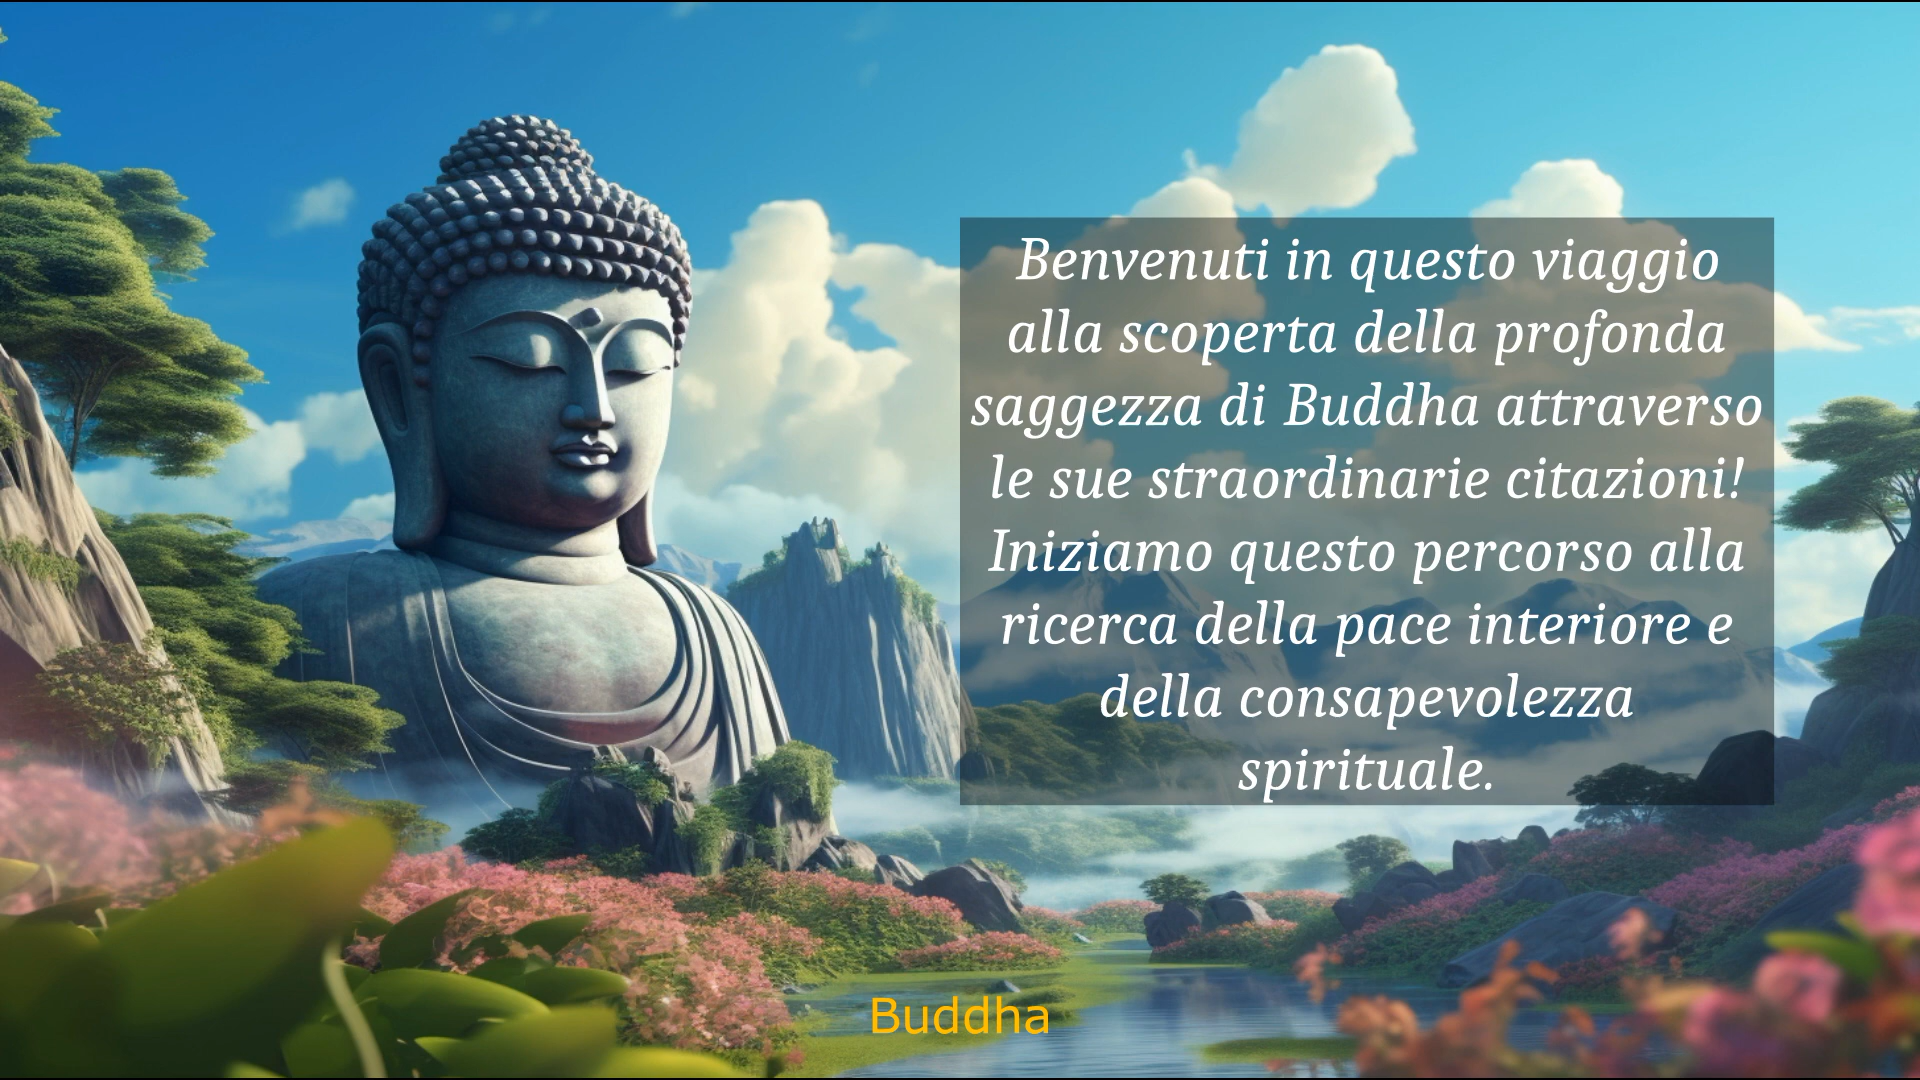 Benvenuti in questo viaggio
alla scoperta della profonda
saggezza di Buddha attraverso
le sue straordinarie citazioni!
Iniziamo questo percorso alla
ricerca della pace interiore e
della consapevolezza
spirituale.
Buddha